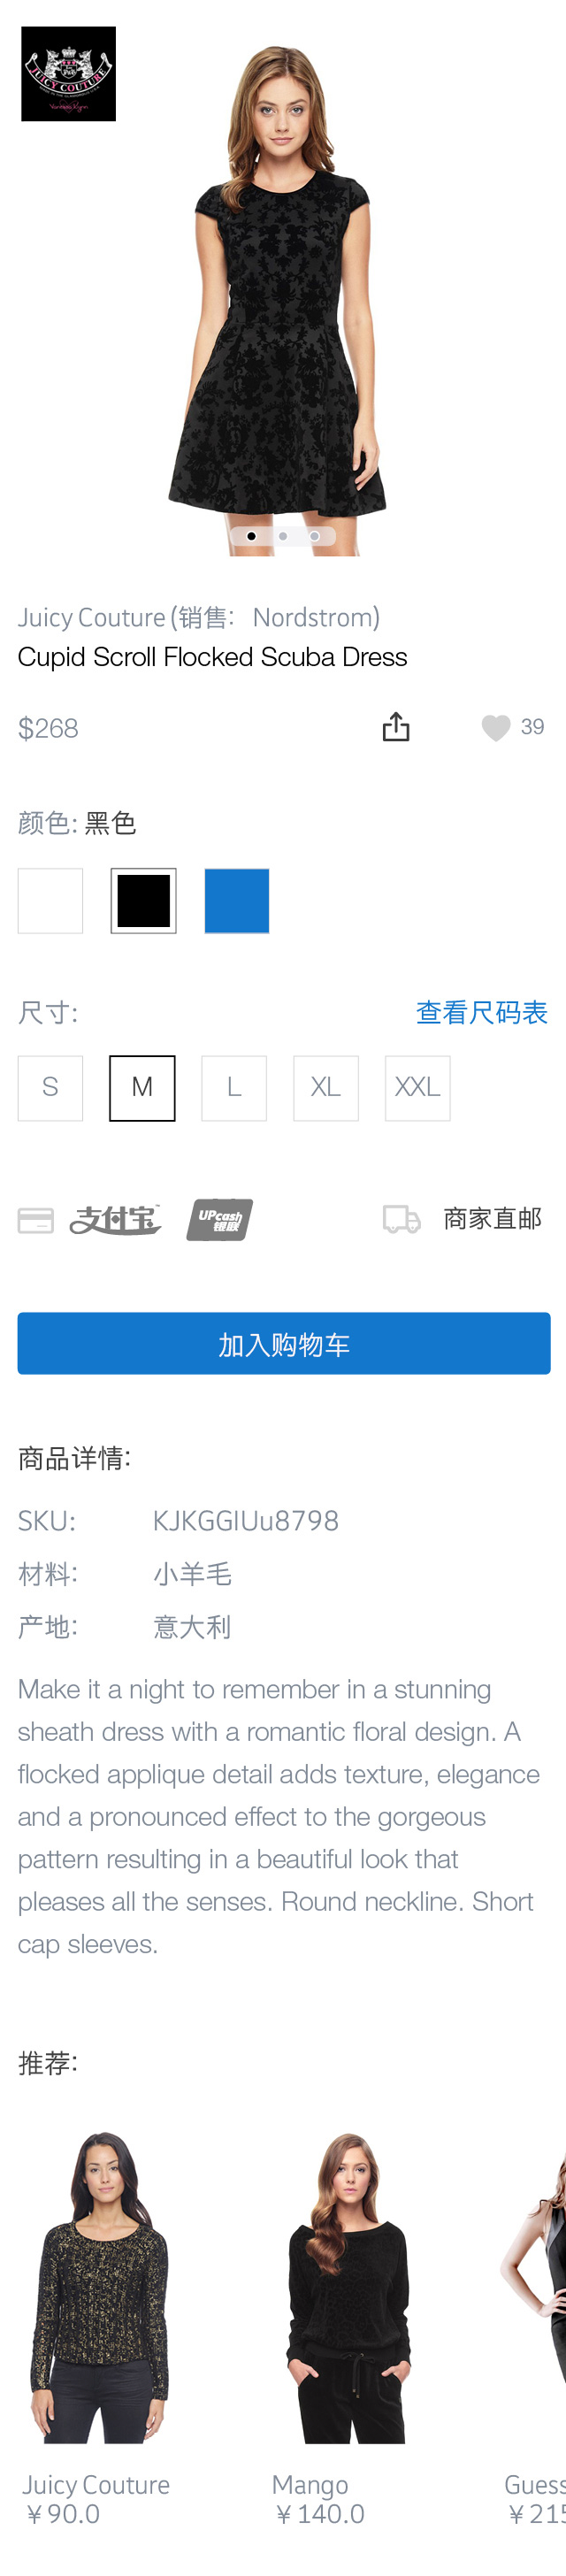 JUICY COUTURE
Juicy Couture (销售: Nordstrom)
Cupid Scroll Flocked Scuba Dress
$268
39
颜色: 黑色
尺寸:
查看尺码表
S
M
L
XL
XXL
支付宝
UPcash
银联
商家直邮
加入购物车
商品详情:
SKU: KJKGGIUu8798
材料: 小羊毛
产地: 意大利
Make it a night to remember in a stunning
sheath dress with a romantic floral design. A
flocked applique detail adds texture, elegance
and a pronounced effect to the gorgeous
pattern resulting in a beautiful look that
pleases all the senses. Round neckline. Short
cap sleeves.
推荐:
Juicy Couture
￥90.0
Mango
￥140.0
Guess
￥215